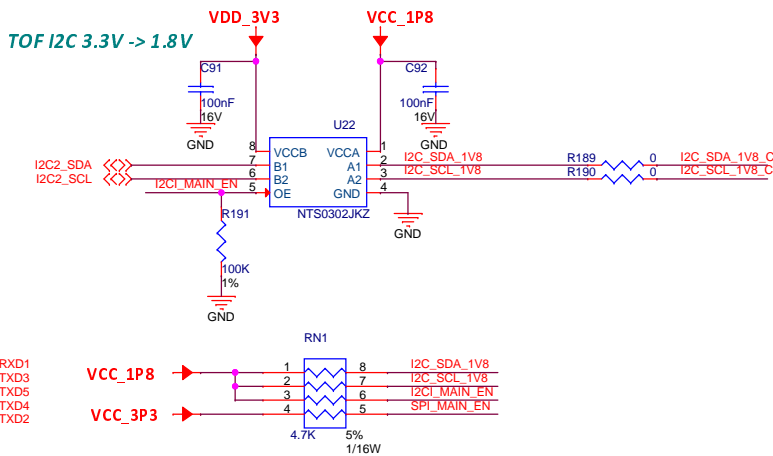 VDD_3V3
VCC_1P8
TOF I2C 3.3V -> 1.8V
C91
100nF
16V
GND
C92
100nF
16V
GND
U22
8
VCCB
VCCA
1
I2C2_SDA
7
B1
A1
2
I2C_SDA_1V8
R189
0
I2C_SDA_1V8_C
I2C2_SCL
6
B2
A2
3
I2C_SCL_1V8
R190
0
I2C_SCL_1V8_C
I2CI_MAIN_EN
5
OE
GND
4
NTS0302JKZ
GND
R191
100K
1%
GND
RN1
RXD1
TXD3
TXD5
TXD4
TXD2
VCC_1P8
VCC_3P3
1
8
I2C_SDA_1V8
2
7
I2C_SCL_1V8
3
6
I2CI_MAIN_EN
4
5
SPI_MAIN_EN
4.7K
5%
1/16W